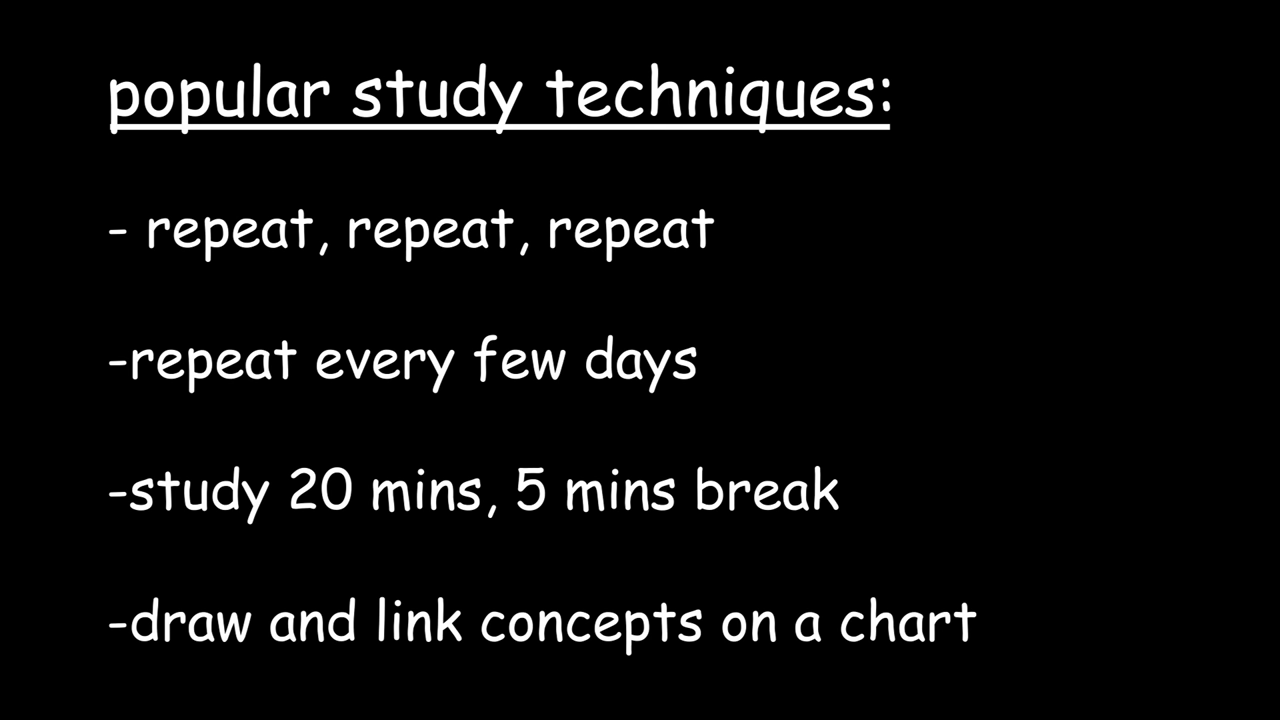 popular study techniques:
- repeat, repeat, repeat
-repeat every few days
-study 20 mins, 5 mins break
-draw and link concepts on a chart